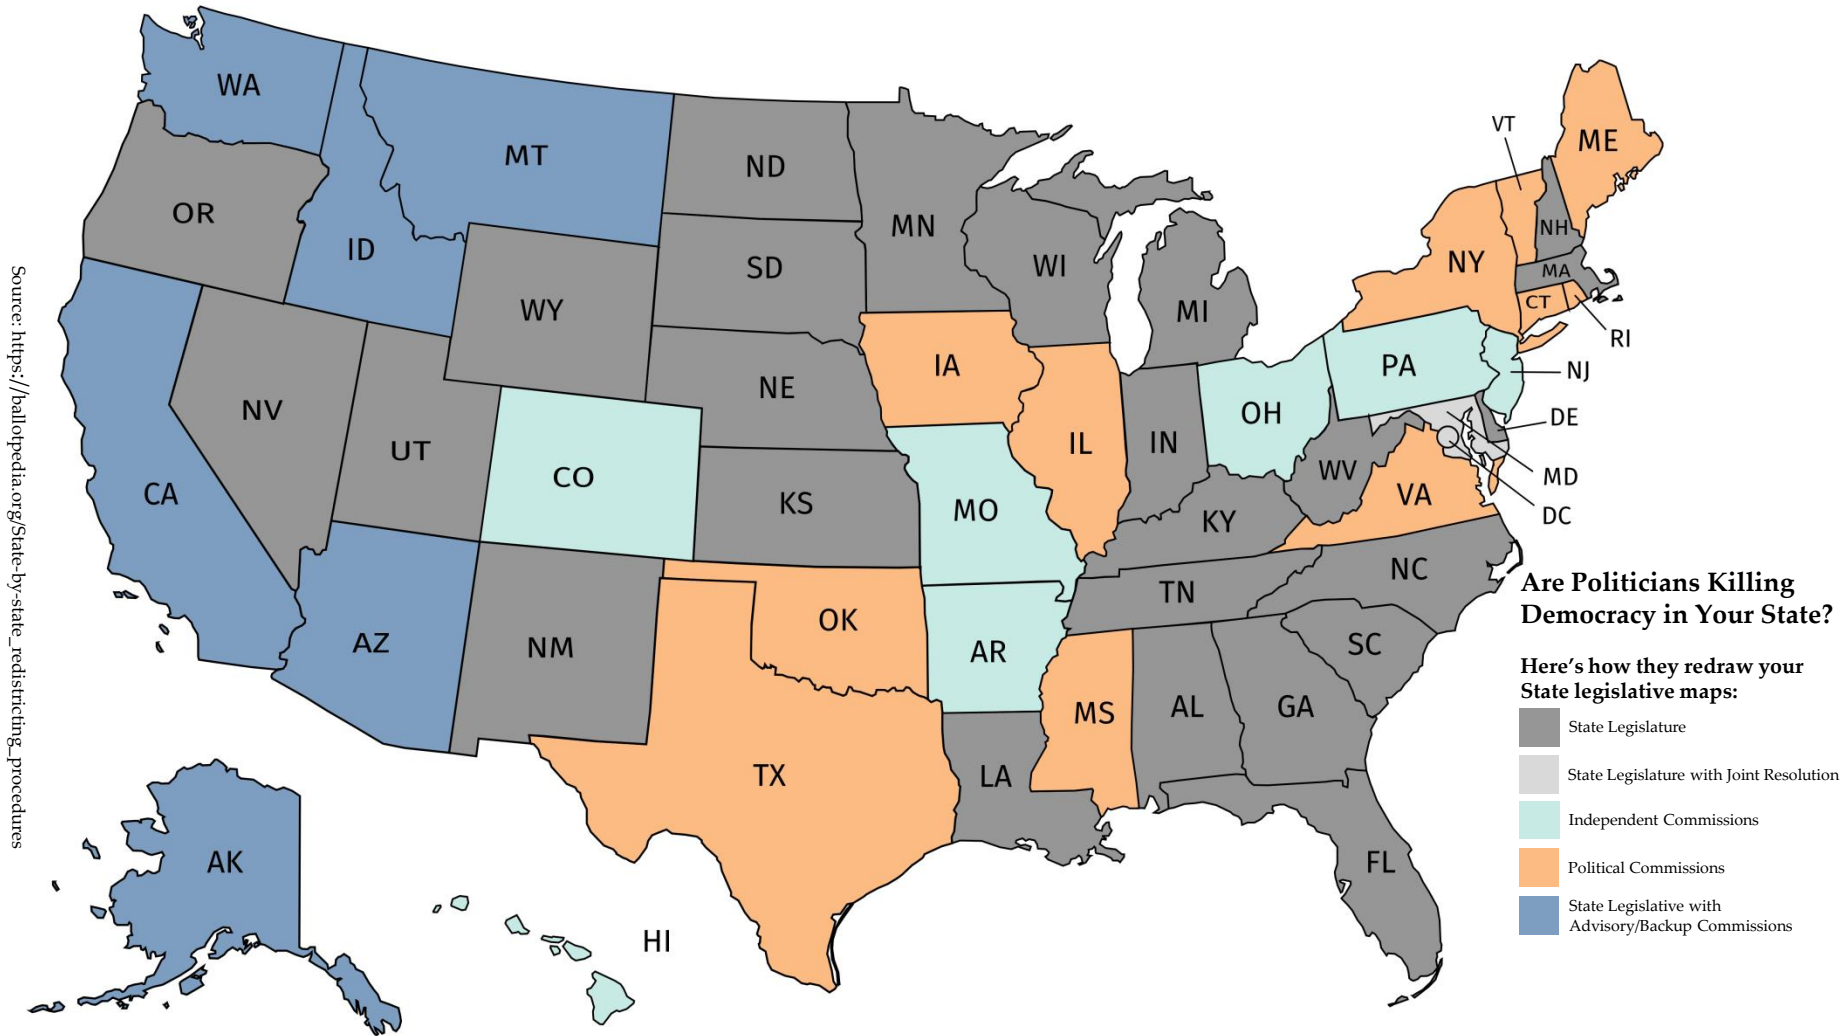 WA
MT
ND
MN
VT
ME
OR
ID
SD
WI
NH
NY
MA
WY
MI
CT
RI
IA
NE
PA
NJ
NV
OH
DE
UT
CO
IL
IN
WV
MD
CA
KS
MO
VA
DC
KY
NC
TN
AZ
NM
OK
AR
SC
MS
AL
GA
TX
LA
AK
FL
HI
Are Politicians Killing
Democracy in Your State?
Here's how they redraw your
State legislative maps:
State Legislature
State Legislature with Joint Resolution
Independent Commissions
Political Commissions
State Legislative with
Advisory/Backup Commissions
Source: https://ballotpedia.org/State-by-state_redistricting_procedures